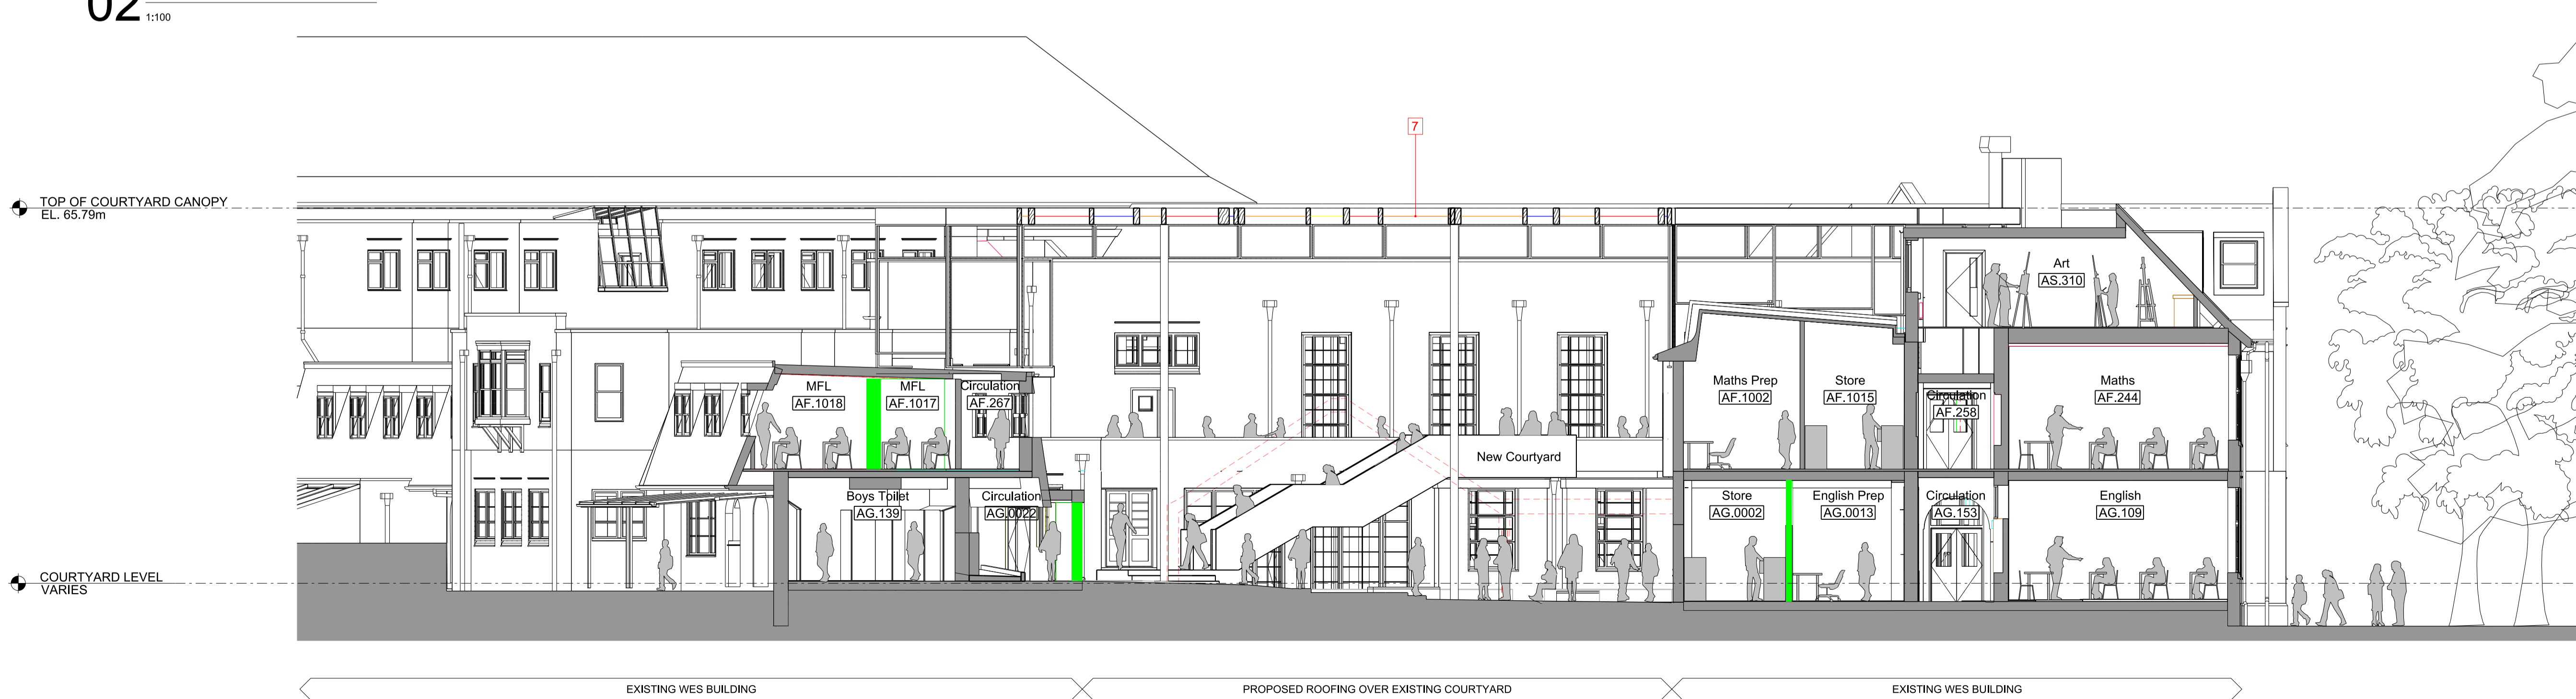 02
1:100
7
TOP OF COURTYARD CANOPY
EL. 65.79m
Art
AS.310
MFL
AF.1018
MFL
AF.1017
Circulation
AF.267
Maths Prep
AF.1002
Store
AF.1015
Circulation
AF.258
Maths
AF.244
New Courtyard
Boys Toilet
AG.139
Circulation
AG.0022
Store
AG.0002
English Prep
AG.0013
Circulation
AG.153
English
AG.109
COURTYARD LEVEL
VARIES
EXISTING WES BUILDING
PROPOSED ROOFING OVER EXISTING COURTYARD
EXISTING WES BUILDING